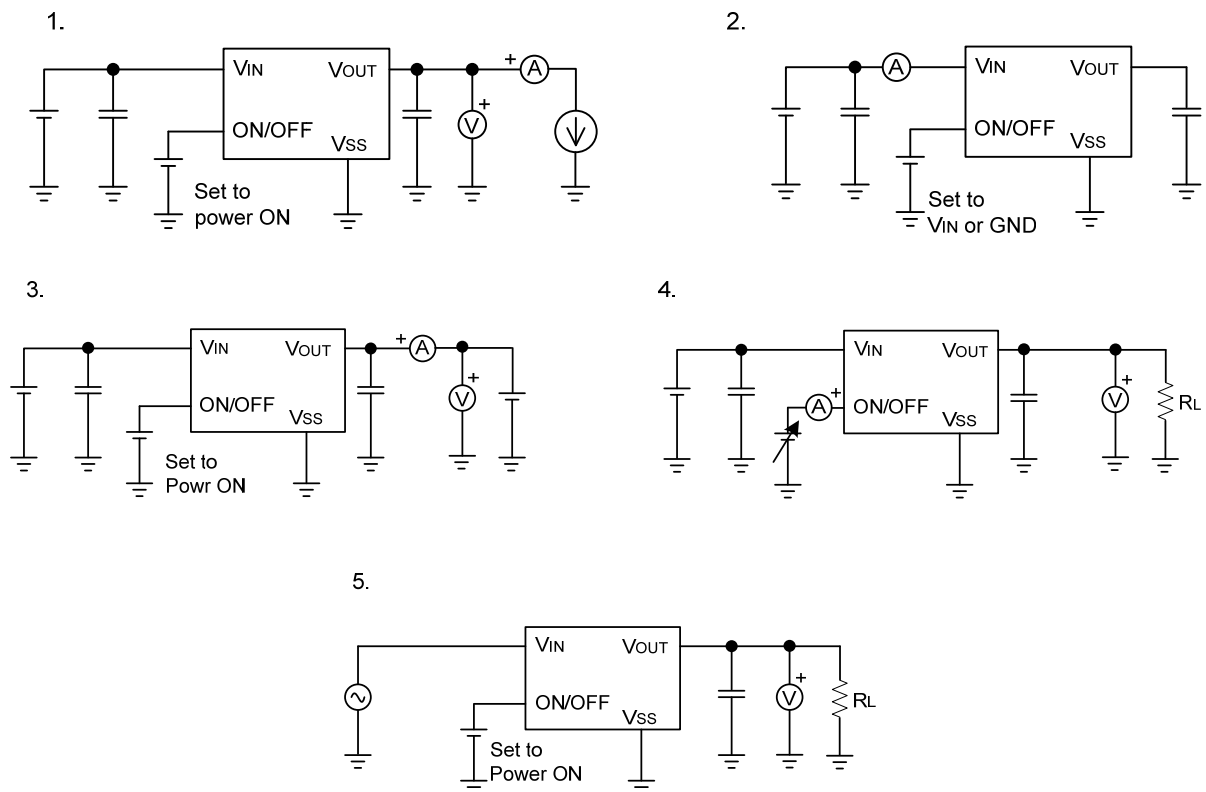 1.
VIN VOUT
A
ON/OFF
V
VSS
Set to
power ON
2.
A
VIN VOUT
ON/OFF
VSS
Set to
VIN or GND
3.
VIN VOUT
A
ON/OFF
V
VSS
Set to
Powr ON
4.
VIN VOUT
A
ON/OFF
V
RL
VSS
5.
VIN VOUT
ON/OFF
V
RL
VSS
Set to
Power ON